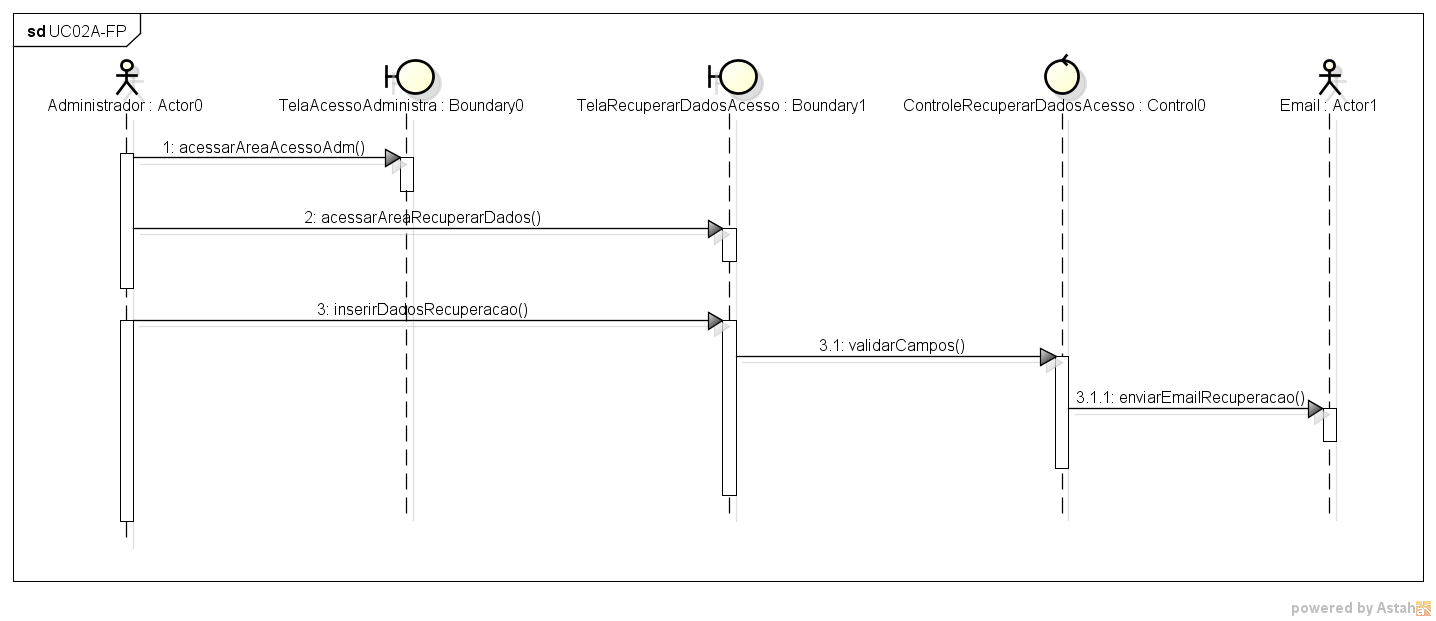 sd UC02A-FP
Administrador : Actor0
TelaAcessoAdministra : Boundary0
TelaRecuperarDadosAcesso : Boundary1
ControleRecuperarDadosAcesso : Control0
Email : Actor1
1: acessarAreaAcessoAdm()
2: acessarAreaRecuperarDados()
3: inserirDadosRecuperacao()
3.1: validarCampos()
3.1.1: enviarEmailRecuperacao()
powered by Astah